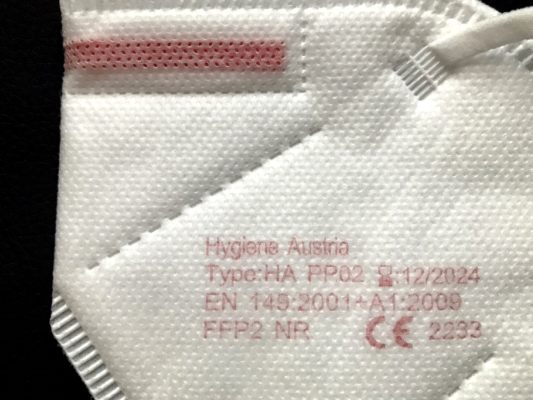 Hygiene Austria
Type:HA PP02 ⌛:12/2024
EN 149:2001+A1:2009
FFP2 NR CE 2233